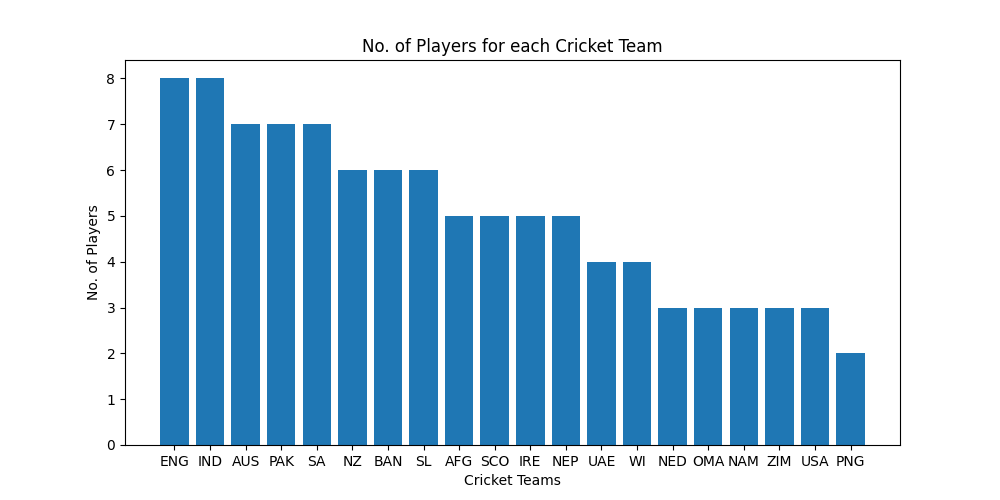 No. of Players for each Cricket Team
No. of Players
8
7
6
5
4
3
2
1
0
ENG IND AUS PAK SA NZ BAN SL AFG SCO IRE NEP UAE WI NED OMA NAM ZIM USA PNG
Cricket Teams